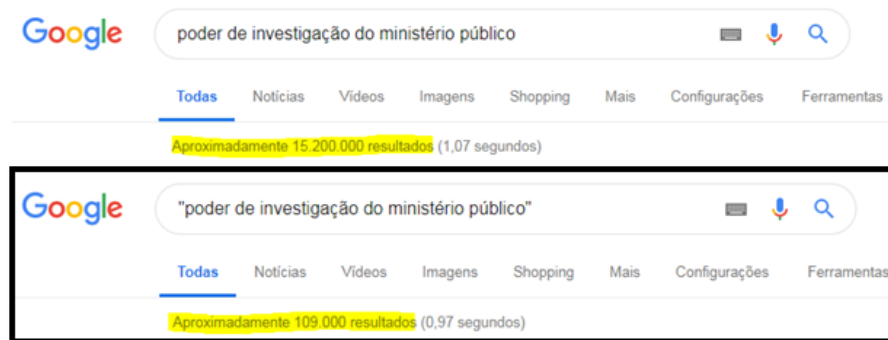 Google poder de investigação do ministério público
Todas Notícias Vídeos Imagens Shopping Mais Configurações Ferramentas
Aproximadamente 15.200.000 resultados (1,07 segundos)
Google "poder de investigação do ministério público"
Todas Notícias Vídeos Imagens Shopping Mais Configurações Ferramentas
Aproximadamente 109.000 resultados (0,97 segundos)